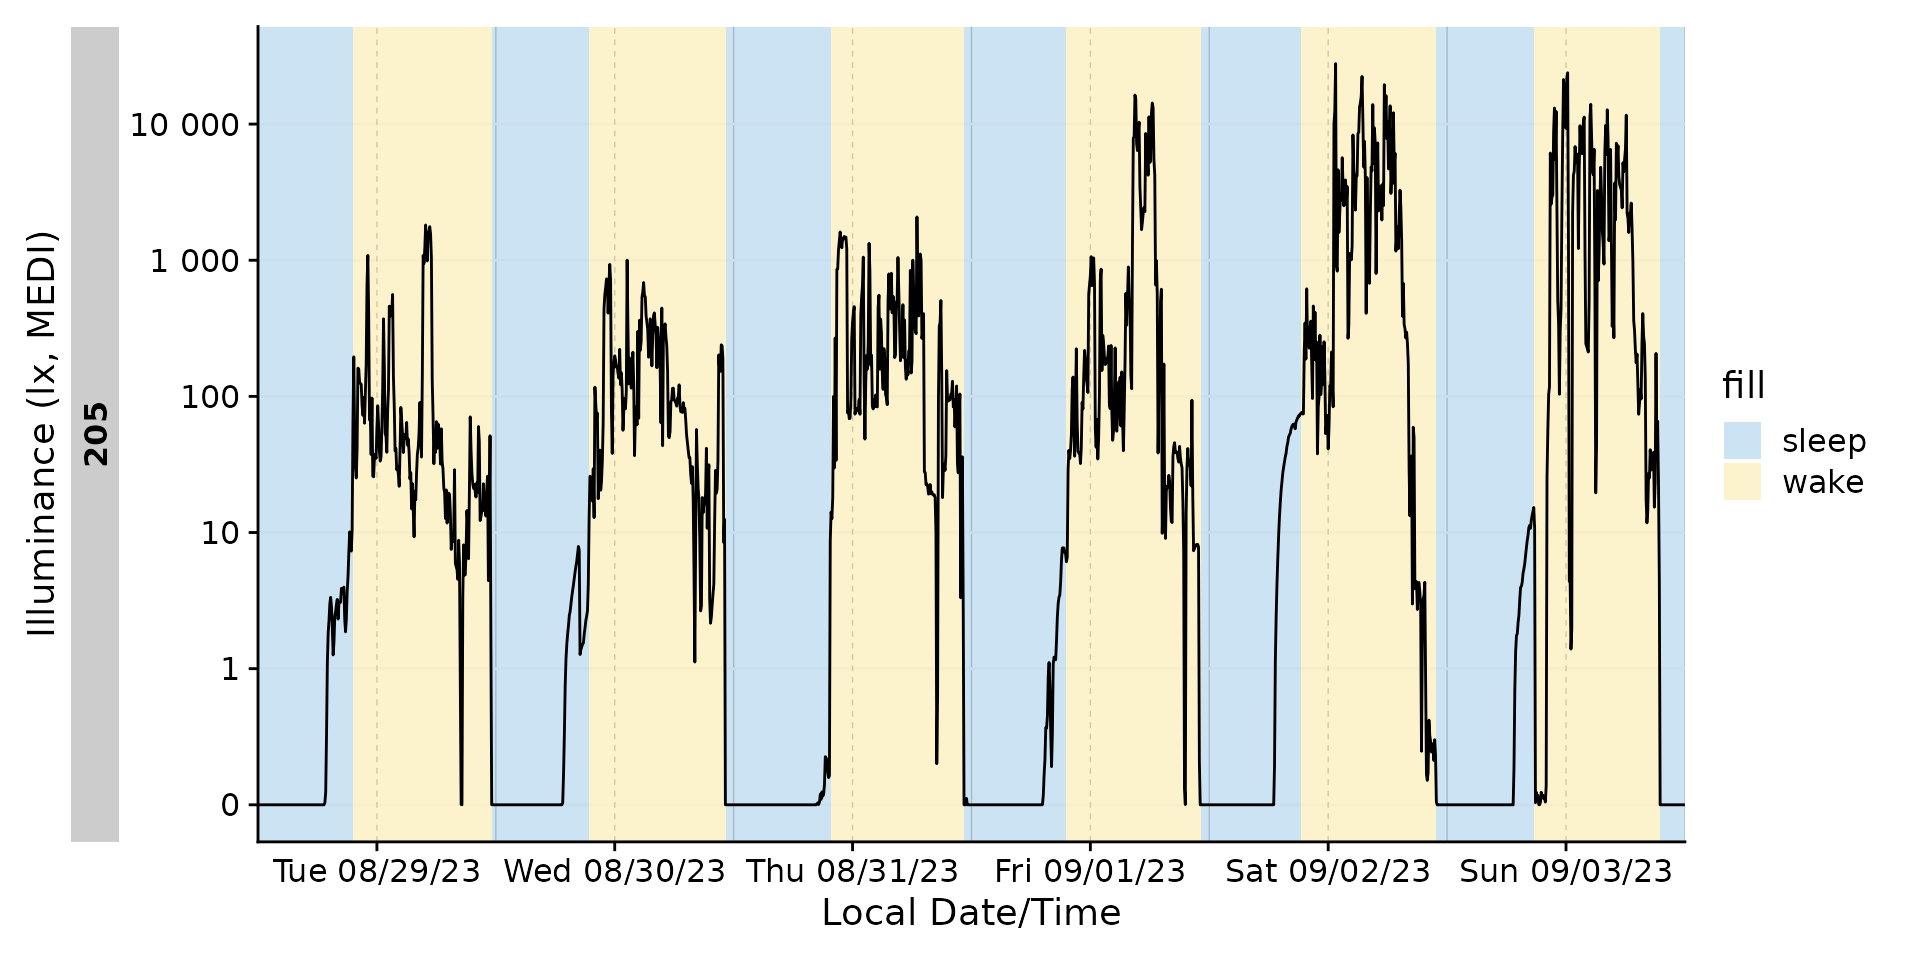 Illuminance (lx, MEDI)
205
10 000
1 000
100
10
1
0
Tue 08/29/23 Wed 08/30/23 Thu 08/31/23 Fri 09/01/23 Sat 09/02/23 Sun 09/03/23
Local Date/Time
fill
sleep
wake